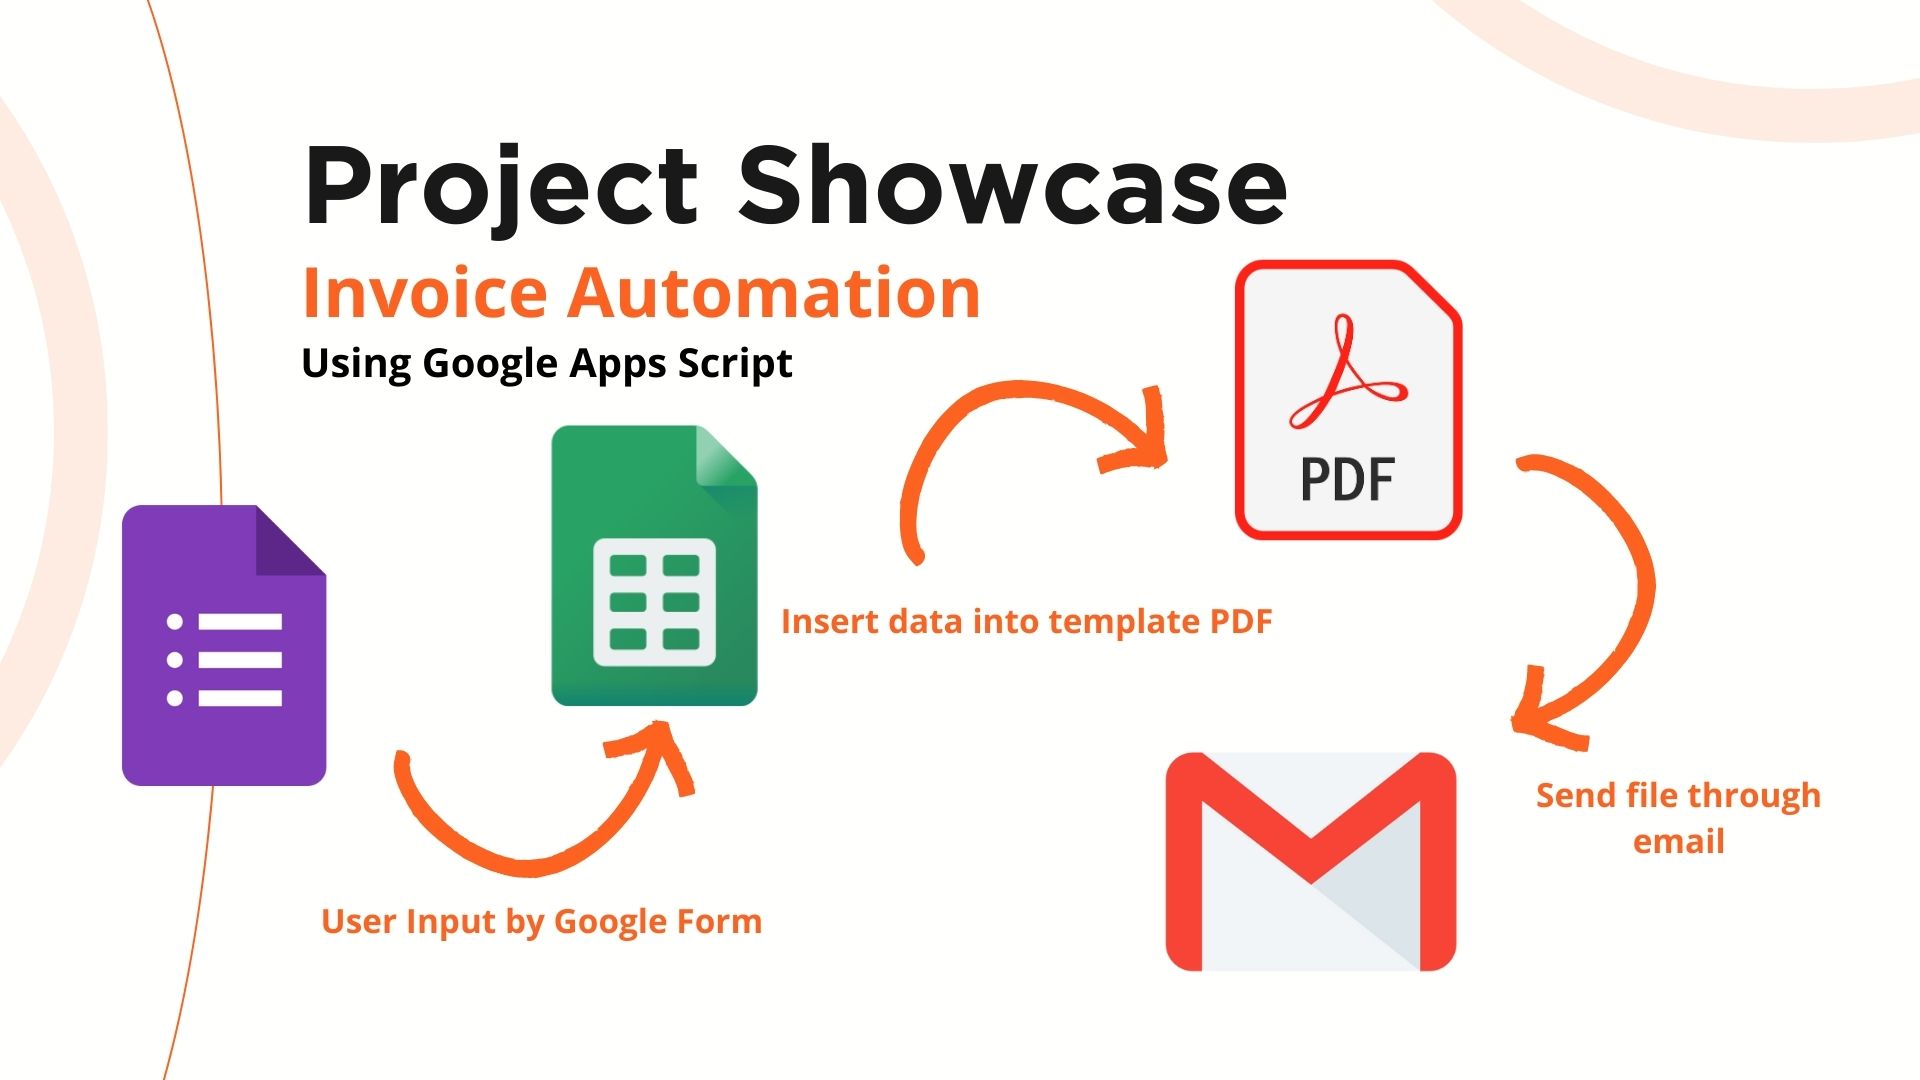 Project Showcase
Invoice Automation
Using Google Apps Script
PDF
Insert data into template PDF
Send file through
email
User Input by Google Form